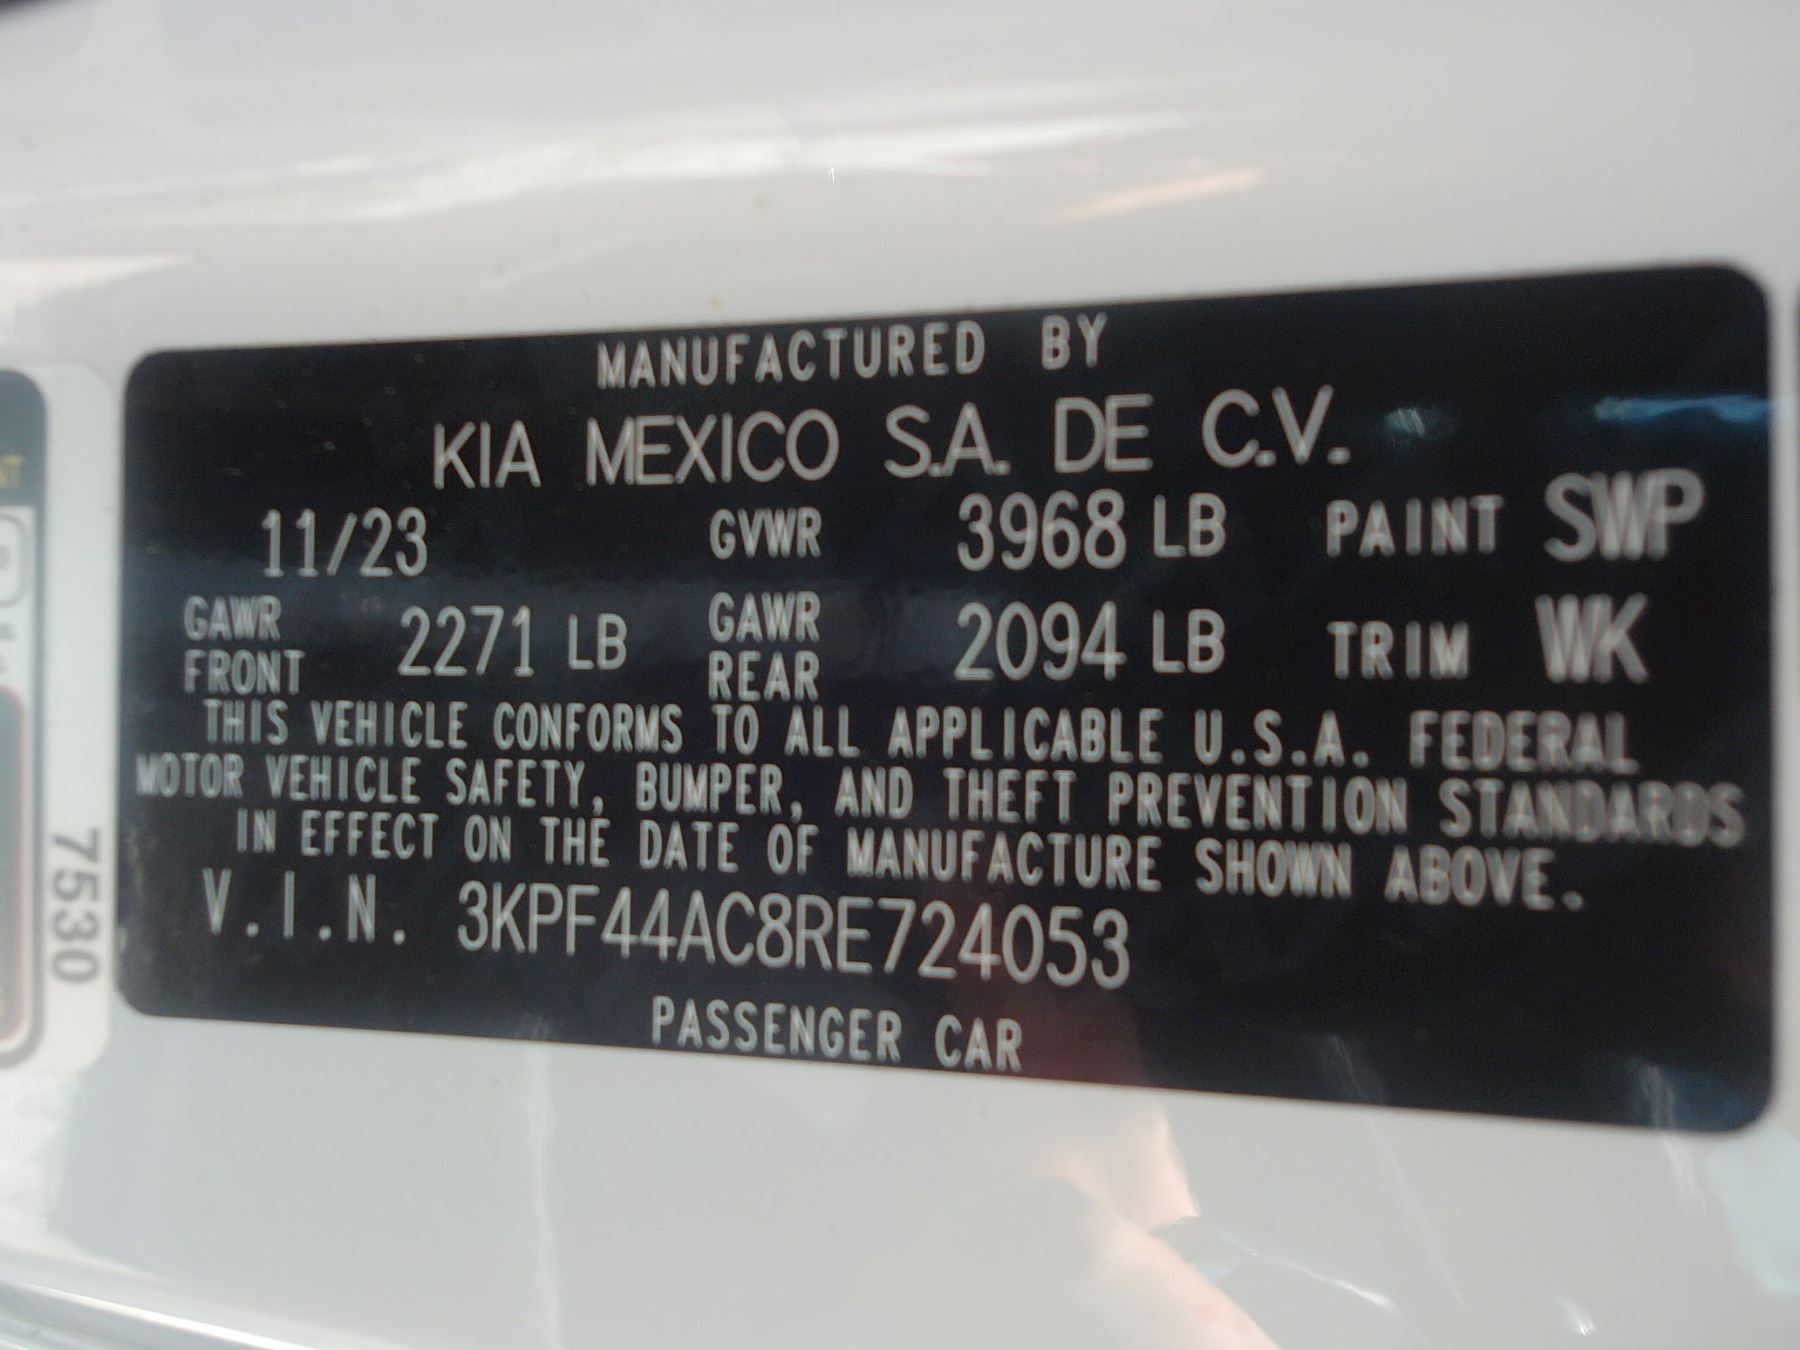 MANUFACTURED BY
KIA MEXICO S.A. DE C.V.
11/23 GVWR 3968 LB PAINT SWP
GAWR FRONT 2271 LB GAWR REAR 2094 LB TRIM WK
THIS VEHICLE CONFORMS TO ALL APPLICABLE U.S.A. FEDERAL
MOTOR VEHICLE SAFETY, BUMPER, AND THEFT PREVENTION STANDARDS
IN EFFECT ON THE DATE OF MANUFACTURE SHOWN ABOVE.
V.I.N. 3KPF44AC8RE724053
PASSENGER CAR
7530